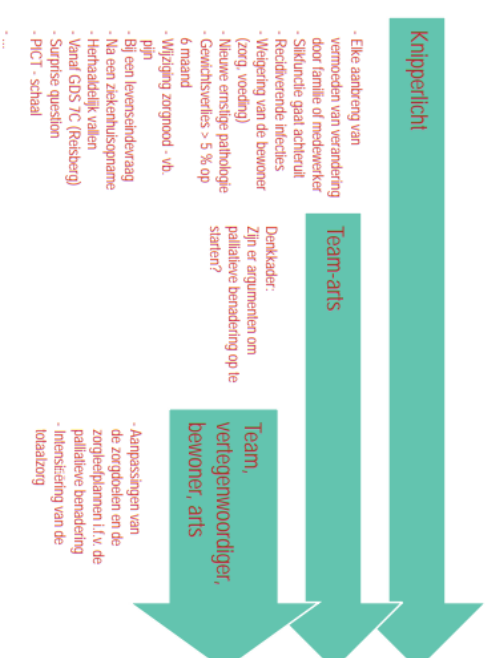 Knipperlicht
- Elke aanbreng van
vermoeden van verandering
door familie of medewerker
- Slikfunctie gaat achteruit
- Recidiverende infecties
- Weigering van de bewoner
(zorg, voeding)
- Nieuwe ernstige pathologie
- Gewichtsverlies > 5 % op
6 maand
- Wijziging zorgnood - vb.
pijn
- Bij een levenseindevraag
- Na een ziekenhuisopname
- Herhaaldelijk vallen
- Vanaf GDS 7C (Reisberg)
- Surprise question
- PICT - schaal
- ...
Team-arts
Denkkader:
Zijn er argumenten om
palliatieve benadering op te
starten?
Team,
vertegenwoordiger,
bewoner, arts
- Aanpassingen van
de zorgdoelen en de
zorgleefplannen i.f.v. de
palliatieve benadering
- Intensitëring van de
totaalzorg